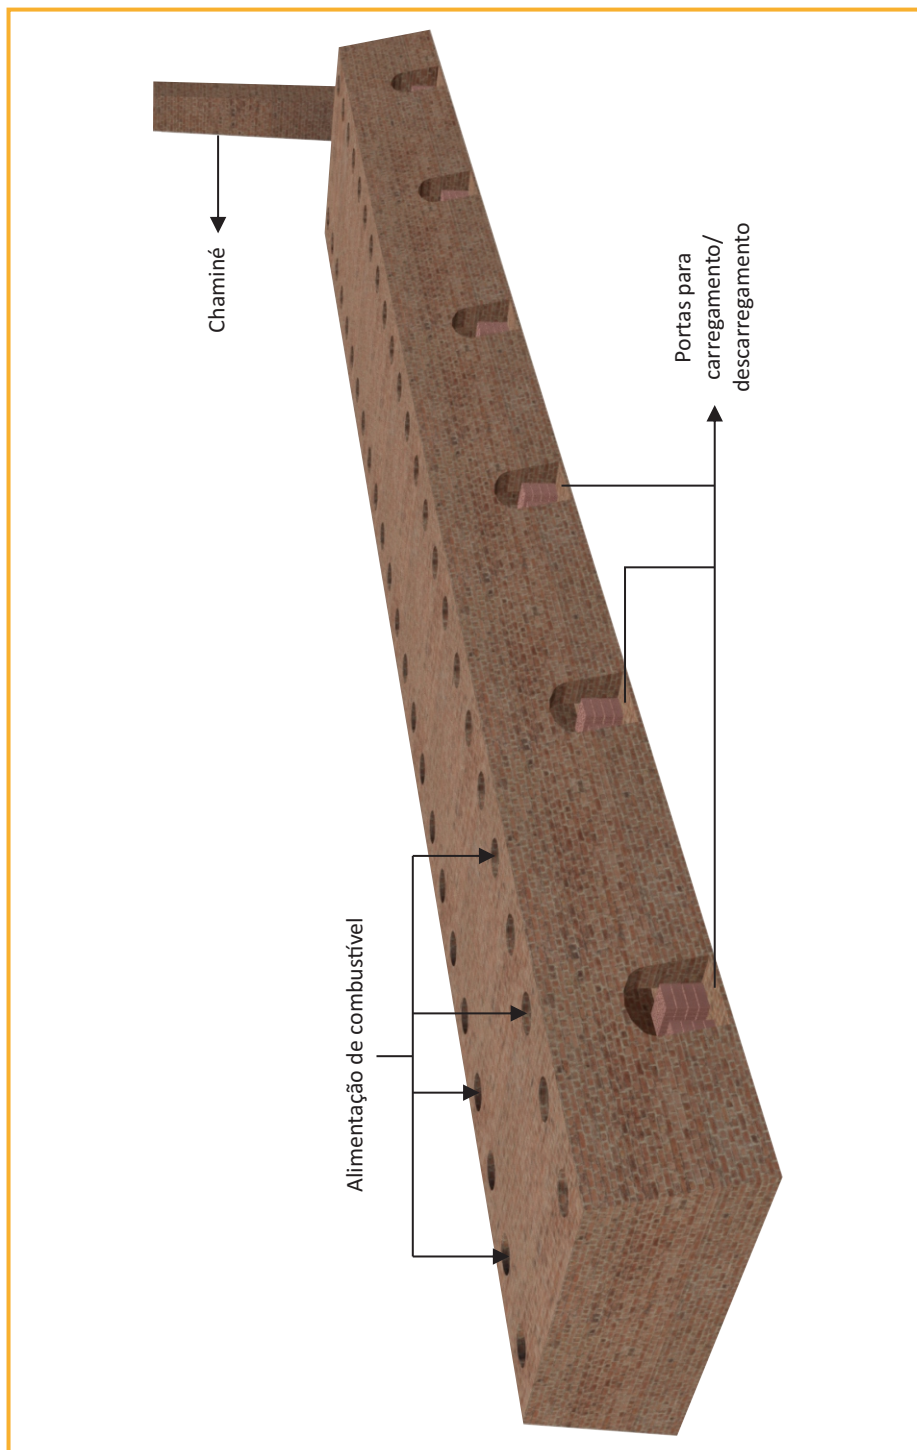 Chaminé
Portas para
carregamento/
descarregamento
Alimentação de combustível